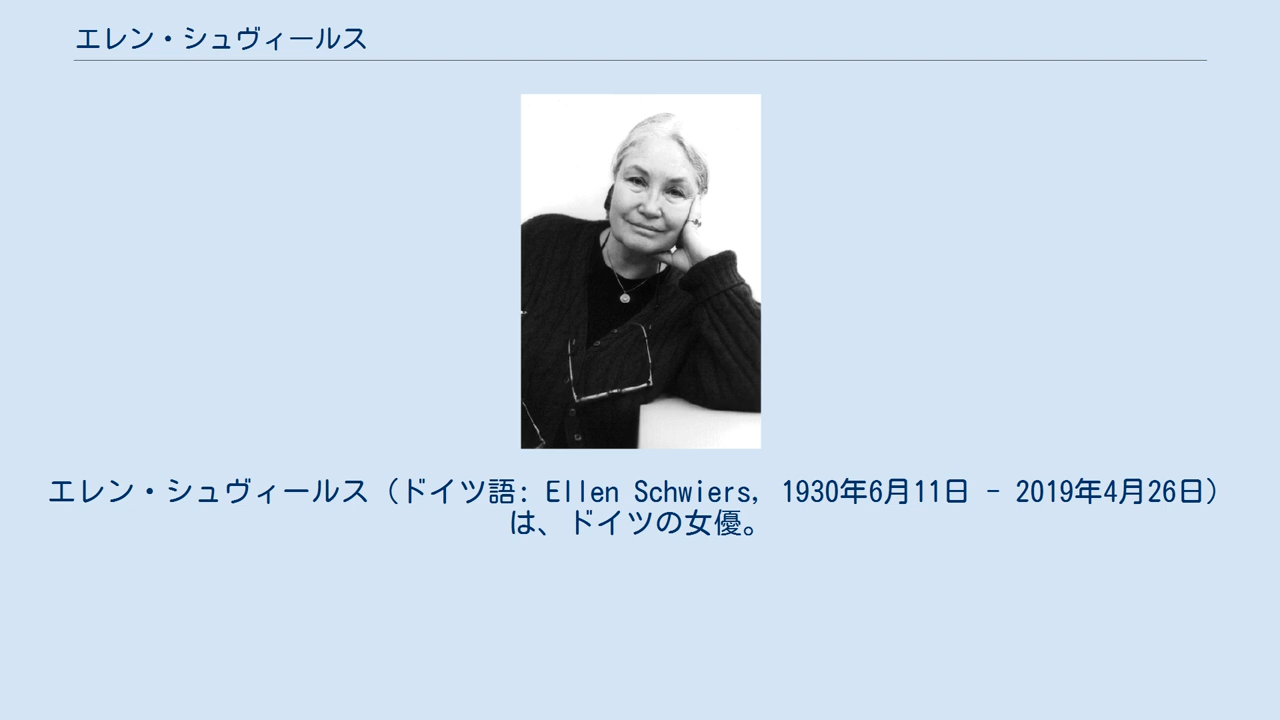 エレン・シュヴィールス
エレン・シュヴィールス（ドイツ語: Ellen Schwiers, 1930年6月11日 - 2019年4月26日）
は、ドイツの女優。